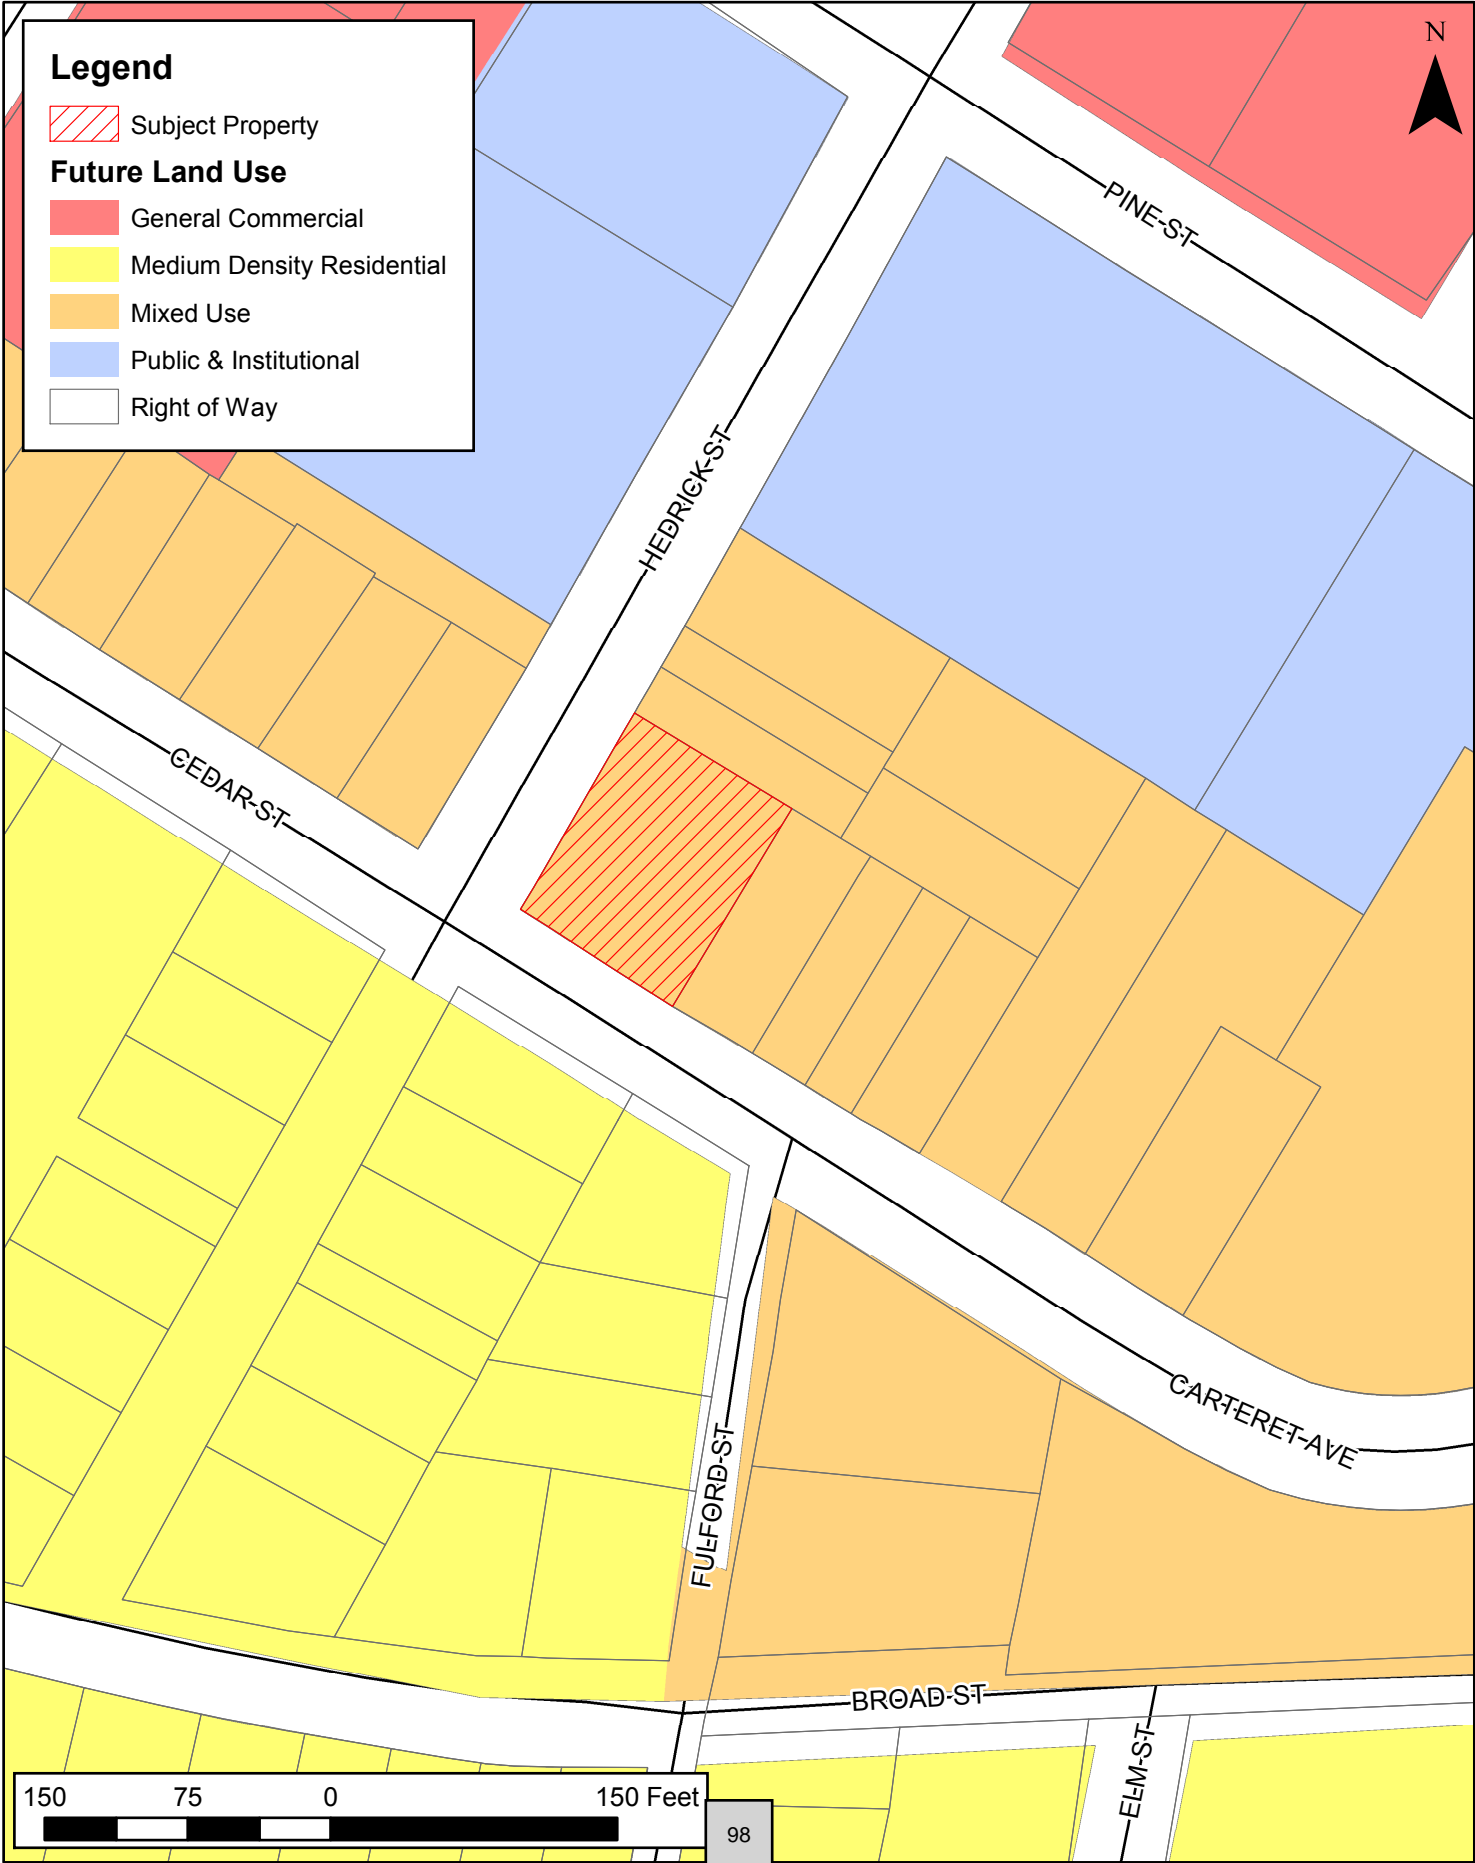 Legend
Subject Property
Future Land Use
General Commercial
Medium Density Residential
Mixed Use
Public & Institutional
Right of Way
N
PINE ST
HEDRICK ST
CEDAR ST
CARTERET AVE
FULFORD ST
BROAD ST
ELM ST
150 75 0 150 Feet
98